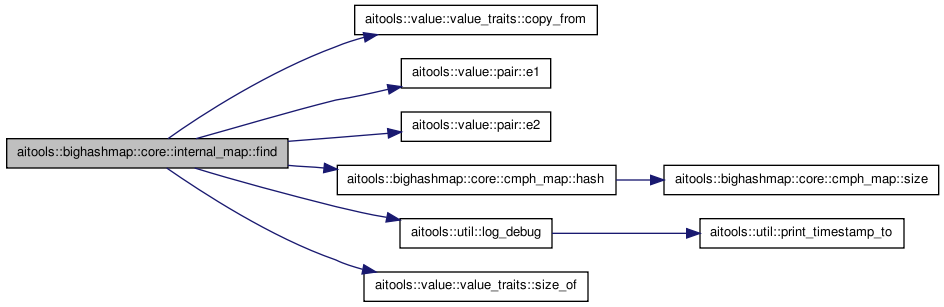 aitools::value::value_traits::copy_from
aitools::value::pair::e1
aitools::value::pair::e2
aitools::bighashmap::core::internal_map::find
aitools::bighashmap::core::cmph_map::hash
aitools::bighashmap::core::cmph_map::size
aitools::util::log_debug
aitools::util::print_timestamp_to
aitools::value::value_traits::size_of